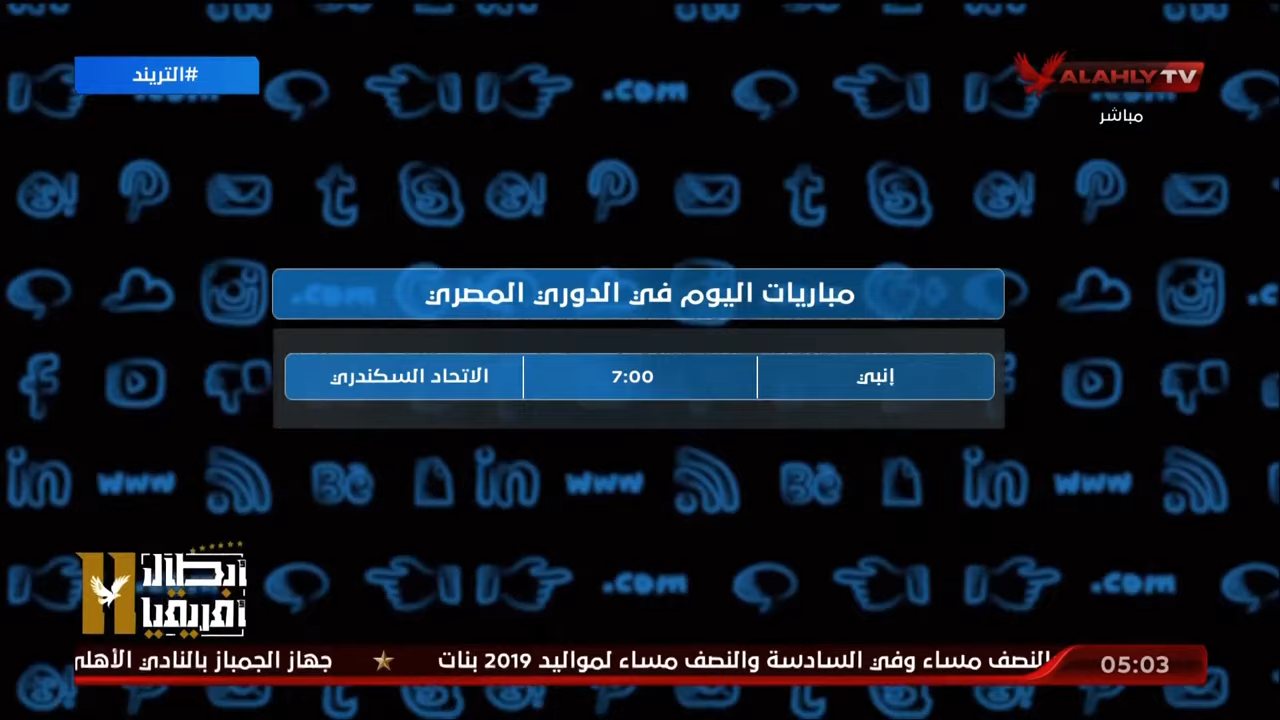 #التريند
ALAHLY TV
مباشر
مباريات اليوم في الدوري المصري
إنبي 7:00 الاتحاد السكندري
أبطال
أفريقيا
11
النصف مساء وفي السادسة والنصف مساء لمواليد 2019 بنات ★ جهاز الجمباز بالنادي الأهلي
05:03